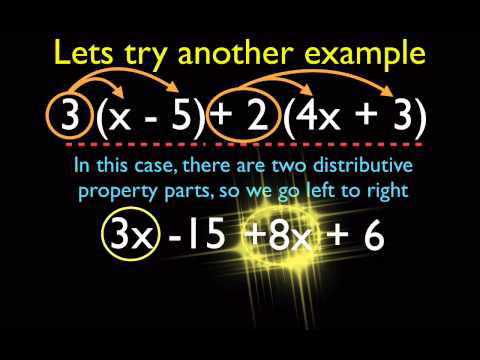 Lets try another example
3 (x - 5) + 2 (4x + 3)
In this case, there are two distributive
property parts, so we go left to right
3x -15 +8x + 6